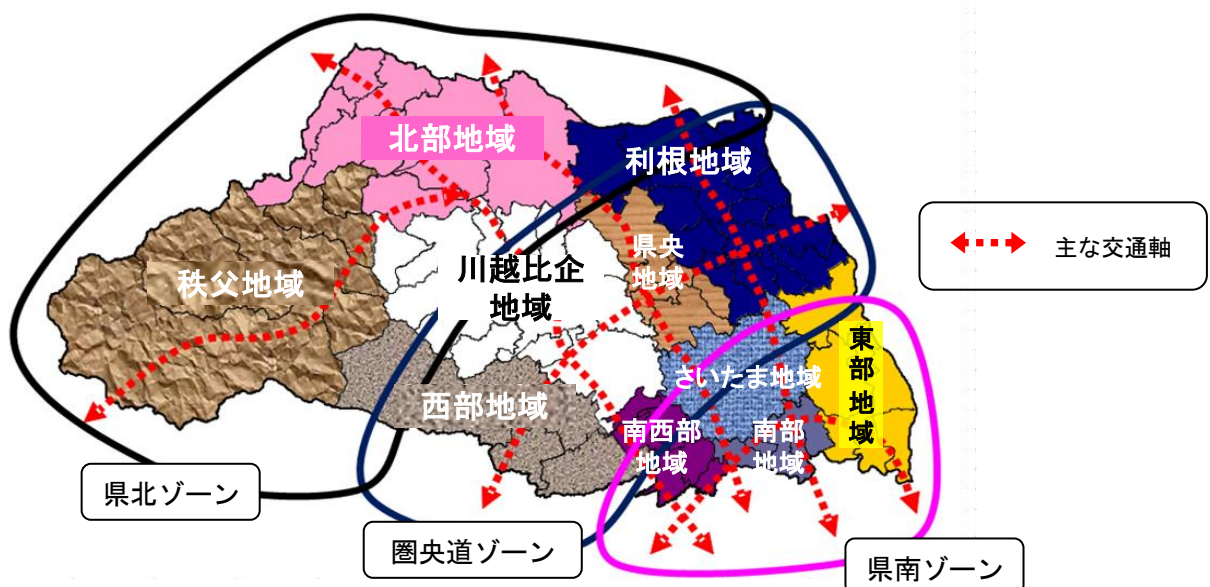 北部地域
利根地域
県央
地域
秩父地域
川越比企
地域
主な交通軸
西部地域
さいたま地域
東
部
地
域
南西部
地域
南部
地域
県北ゾーン
圏央道ゾーン
県南ゾーン